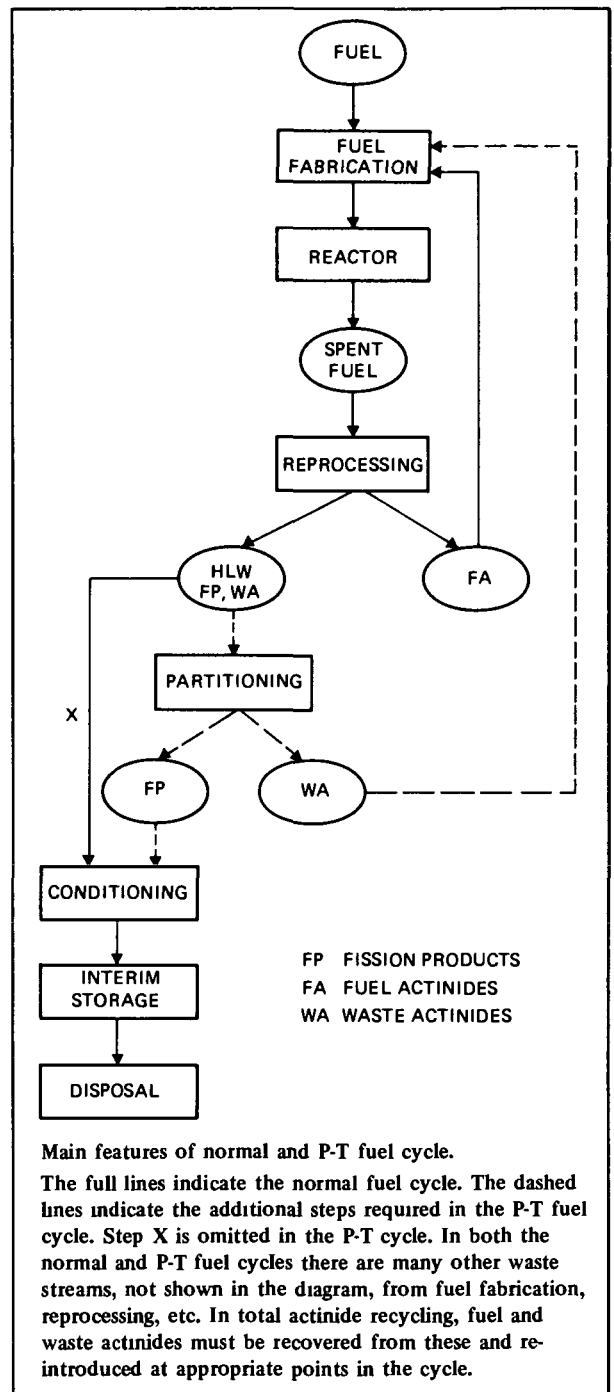 FUEL
FUEL
FABRICATION
REACTOR
SPENT
FUEL
REPROCESSING
HLW
FP, WA
FA
PARTITIONING
X
FP
WA
CONDITIONING
INTERIM
STORAGE
DISPOSAL
FP FISSION PRODUCTS
FA FUEL ACTINIDES
WA WASTE ACTINIDES
Main features of normal and P-T fuel cycle.
The full lines indicate the normal fuel cycle. The dashed
lines indicate the additional steps required in the P-T fuel
cycle. Step X is omitted in the P-T cycle. In both the
normal and P-T fuel cycles there are many other waste
streams, not shown in the diagram, from fuel fabrication,
reprocessing, etc. In total actinide recycling, fuel and
waste actinides must be recovered from these and re-
introduced at appropriate points in the cycle.